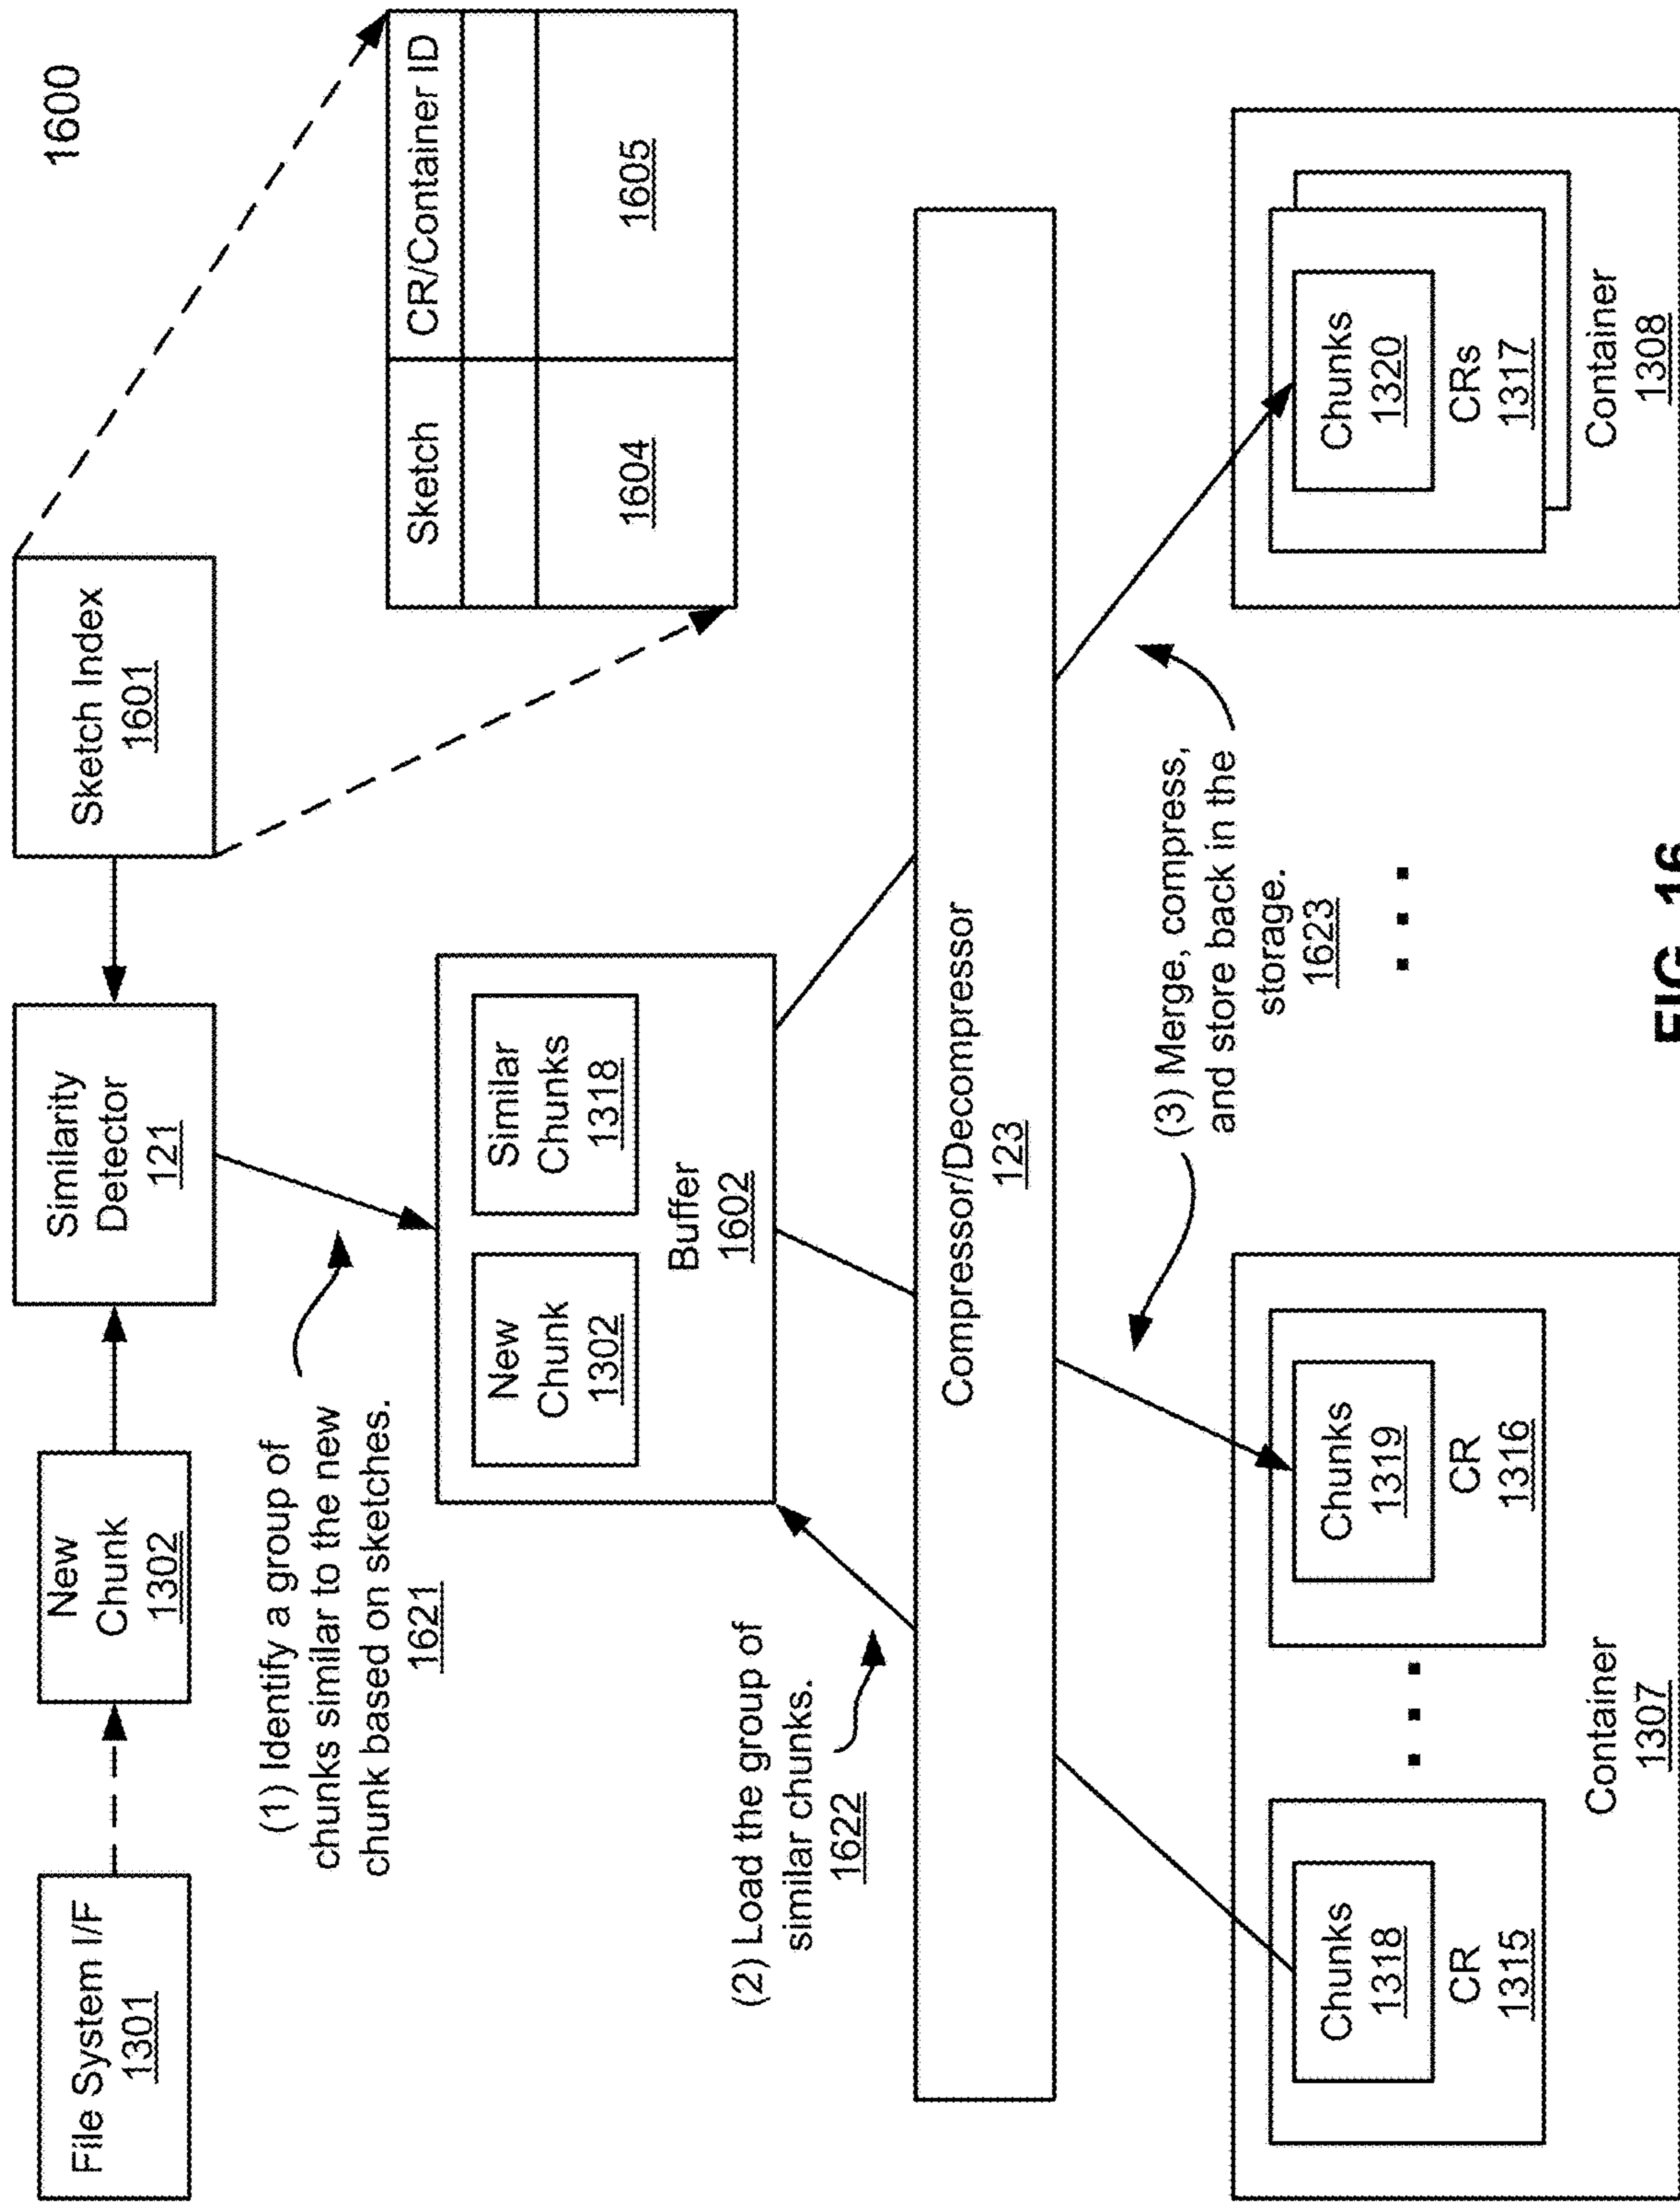 1600
File System I/F
1301
New
Chunk
1302
Similarity
Detector
121
Sketch Index
1601
(1) Identify a group of
chunks similar to the new
chunk based on sketches.
1621
Sketch
CR/Container ID
1604
1605
New
Chunk
1302
Similar
Chunks
1318
Buffer
1602
(2) Load the group of
similar chunks.
1622
Compressor/Decompressor
123
(3) Merge, compress,
and store back in the
storage.
1623
Chunks
1318
CR
1315
Chunks
1319
CR
1316
Container
1307
Chunks
1320
CRs
1317
Container
1308
FIG. 16